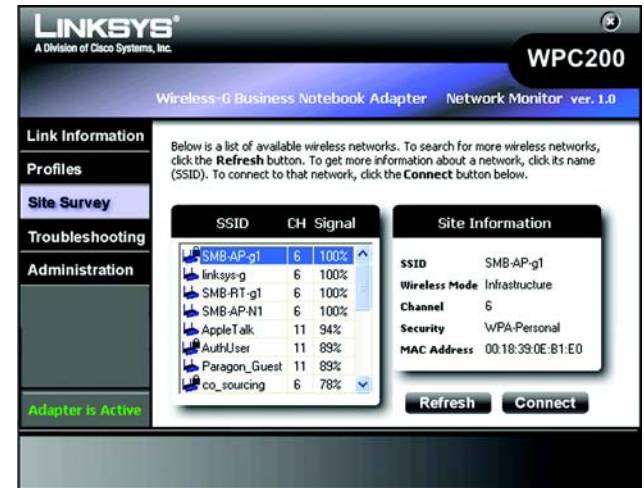 LINKSYS®
A Division of Cisco Systems, Inc.
WPC200
Wireless-G Business Notebook Adapter Network Monitor ver. 1.0
Link Information
Profiles
Site Survey
Troubleshooting
Administration
Adapter is Active
Below is a list of available wireless networks. To search for more wireless networks,
click the Refresh button. To get more information about a network, click its name
(SSID). To connect to that network, click the Connect button below.
SSID CH Signal
SMB-AP-g1 6 100%
linksys-g 6 100%
SMB-RT-g1 6 100%
SMB-AP-N1 6 100%
AppleTalk 11 94%
AuthUser 11 89%
Paragon_Guest 11 89%
co_sourcing 6 78%
Site Information
SSID SMB-AP-g1
Wireless Mode Infrastructure
Channel 6
Security WPA-Personal
MAC Address 00:18:39:0E:B1:E0
Refresh Connect